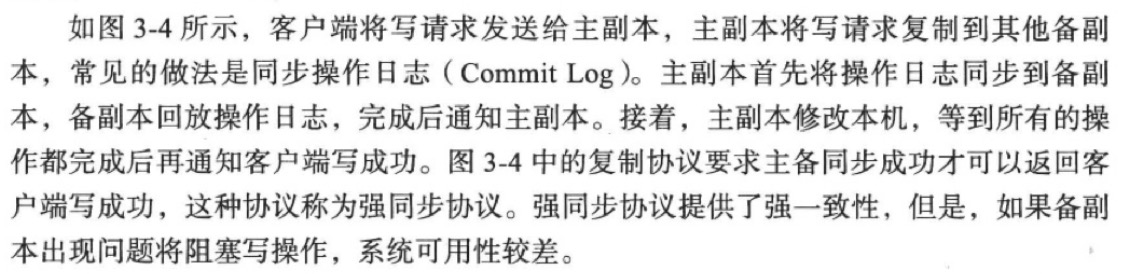 如图 3-4 所示，客户端将写请求发送给主副本，主副本将写请求复制到其他备副
本，常见的做法是同步操作日志（Commit Log）。主副本首先将操作日志同步到备副
本，备副本回放操作日志，完成后通知主副本。接着，主副本修改本机，等到所有的操
作都完成后再通知客户端写成功。图 3-4 中的复制协议要求主备同步成功才可以返回客
户端写成功，这种协议称为强同步协议。强同步协议提供了强一致性，但是，如果备副
本出现问题将阻塞写操作，系统可用性较差。